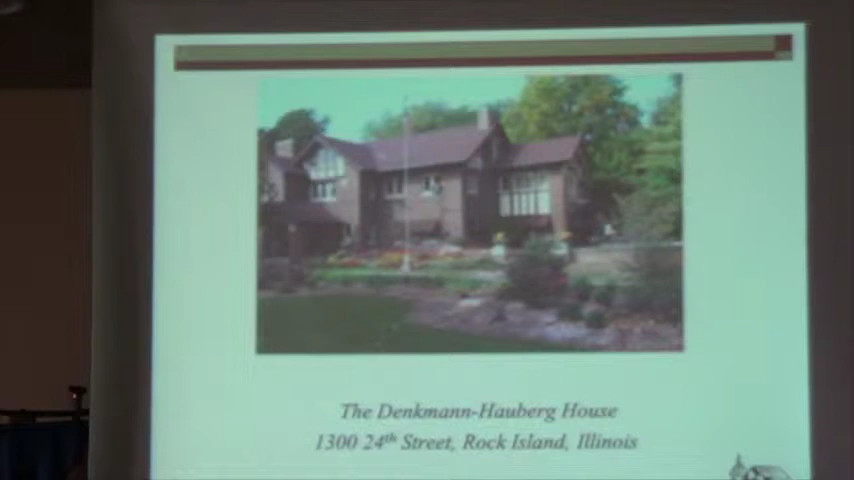 The Denkmann-Hauberg House
1300 24th Street, Rock Island, Illinois